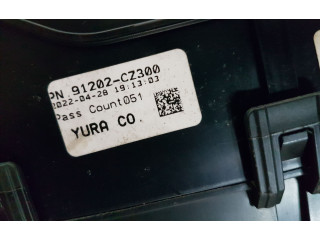 PN 91202-CZ300
2022-04-28 19:13:03
Pass Count051
YURA CO.